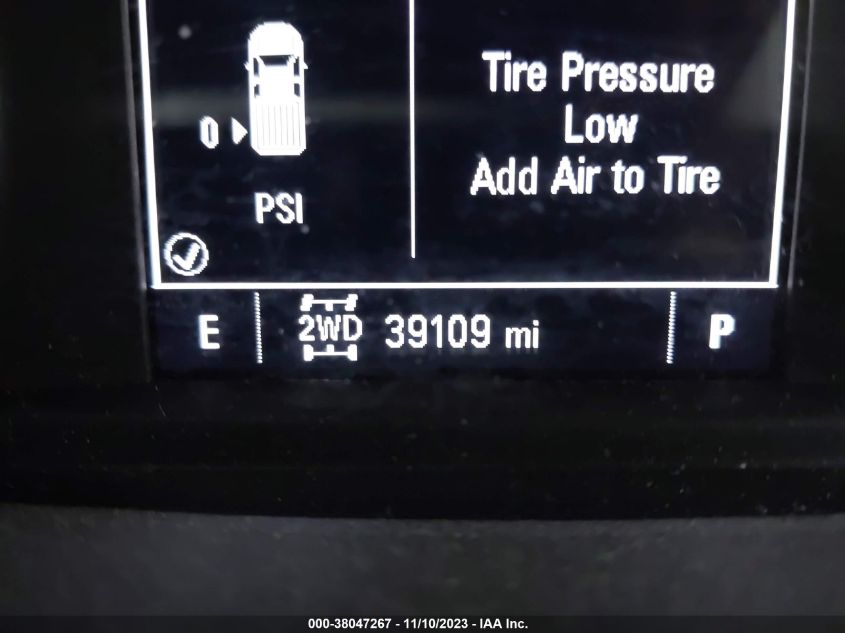 Tire Pressure
Low
Add Air to Tire
0
PSI
E 2WD 39109 mi P
000-38047267 - 11/10/2023 - IAA Inc.